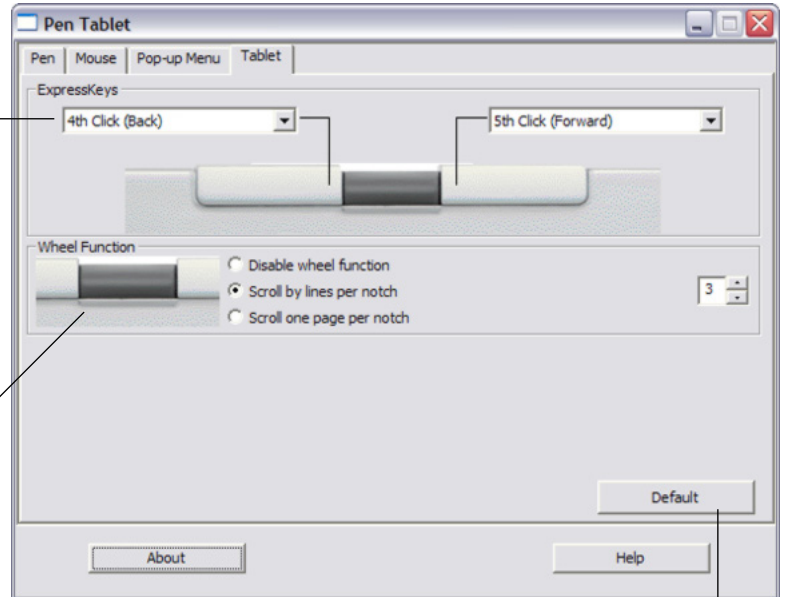 Pen Tablet
Pen Mouse Pop-up Menu Tablet
ExpressKeys
4th Click (Back) 5th Click (Forward)
Wheel Function
Disable wheel function
Scroll by lines per notch 3
Scroll one page per notch
Default
About Help